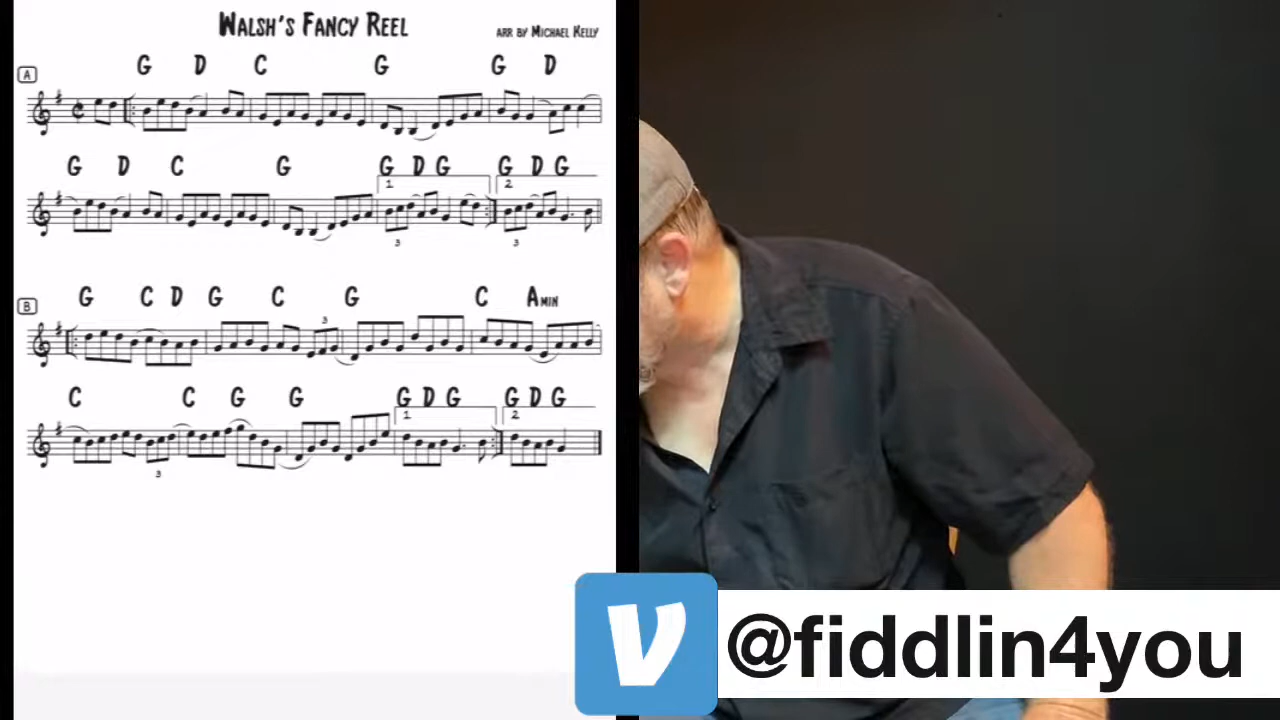 Walsh's Fancy Reel
arr by Michael Kelly
A
G D C G G D
G D C G G D G G D G
1 2
3 3
B
G C D G C G C Amin
3
C C G G G D G G D G
1 2
3
V @fiddlin4you